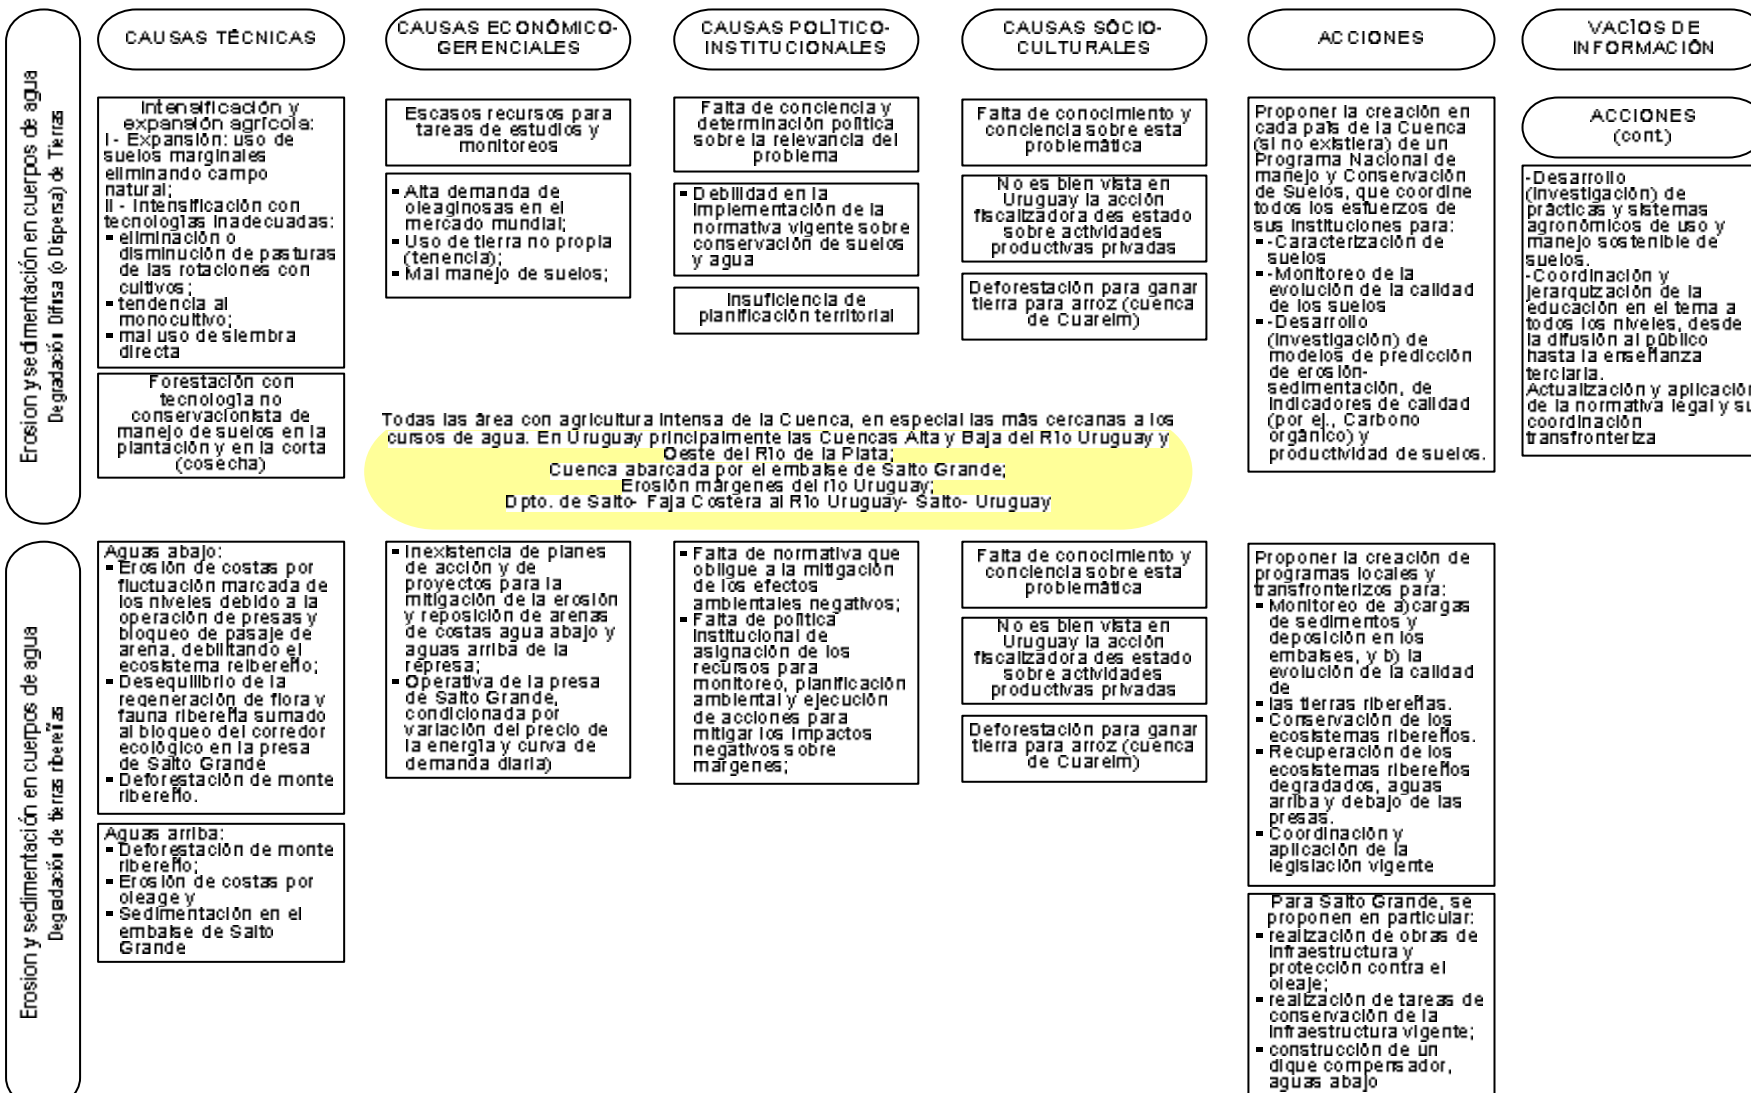 Erosion y sedimentación en cuerpos de agua
Degradación Difusa (o Dispersa) de Tierras
CAUSAS TÉCNICAS
CAUSAS ECONÓMICO-
GERENCIALES
CAUSAS POLÍTICO-
INSTITUCIONALES
CAUSAS SÓCIO-
CULTURALES
ACCIONES
VACÍOS DE
INFORMACIÓN
Intensificación y
expansión agrícola:
I - Expansión: uso de
suelos marginales
eliminando campo
natural;
II - Intensificación con
tecnologías inadecuadas:
▪ eliminación o
disminución de pasturas
de las rotaciones con
cultivos;
▪ tendencia al
monocultivo;
▪ mal uso de siembra
directa
Forestación con
tecnología no
conservacionista de
manejo de suelos en la
plantación y en la corta
(cosecha)
Escasos recursos para
tareas de estudios y
monitoreos
▪ Alta demanda de
oleaginosas en el
mercado mundial;
▪ Uso de tierra no propia
(tenencia);
▪ Mal manejo de suelos;
Falta de conciencia y
determinación política
sobre la relevancia del
problema
▪ Debilidad en la
implementación de la
normativa vigente sobre
conservación de suelos
y agua
Insuficiencia de
planificación territorial
Falta de conocimiento y
conciencia sobre esta
problemática
No es bien vista en
Uruguay la acción
fiscalizadora des estado
sobre actividades
productivas privadas
Deforestación para ganar
tierra para arroz (cuenca
de Cuareim)
Proponer la creación en
cada país de la Cuenca
(si no existiera) de un
Programa Nacional de
manejo y Conservación
de Suelos, que coordine
todos los esfuerzos de
sus instituciones para:
▪ -Caracterización de
suelos
▪ -Monitoreo de la
evolución de la calidad
de los suelos
▪ -Desarrollo
(investigación) de
modelos de predicción
de erosión-
sedimentación, de
indicadores de calidad
(por ej., Carbono
orgánico) y
productividad de suelos.
ACCIONES
(cont.)
-Desarrollo
(investigación) de
prácticas y sistemas
agronómicos de uso y
manejo sostenible de
suelos.
-Coordinación y
jerarquización de la
educación en el tema a
todos los niveles, desde
la difusión al público
hasta la enseñanza
terciaria.
Actualización y aplicación
de la normativa legal y su
coordinación
transfronteriza
Todas las área con agricultura intensa de la Cuenca, en especial las más cercanas a los
cursos de agua. En Uruguay principalmente las Cuencas Alta y Baja del Río Uruguay y
Oeste del Río de la Plata;
Cuenca abarcada por el embalse de Salto Grande;
Erosión márgenes del río Uruguay;
Dpto. de Salto- Faja Costera al Río Uruguay- Salto- Uruguay
Erosion y sedimentación en cuerpos de agua
Degradación de tierras ribereñas
Aguas abajo:
▪ Erosión de costas por
fluctuación marcada de
los niveles debido a la
operación de presas y
bloqueo de pasaje de
arena, debilitando el
ecosistema reibereño;
▪ Desequilibrio de la
regeneración de flora y
fauna ribereña sumado
al bloqueo del corredor
ecológico en la presa
de Salto Grande
▪ Deforestación de monte
ribereño.
Aguas arriba:
▪ Deforestación de monte
ribereño;
▪ Erosión de costas por
oleage y
▪ Sedimentación en el
embalse de Salto
Grande
▪ Inexistencia de planes
de acción y de
proyectos para la
mitigación de la erosión
y reposición de arenas
de costas agua abajo y
aguas arriba de la
represa;
▪ Operativa de la presa
de Salto Grande,
condicionada por
variación del precio de
la energía y curva de
demanda diaria)
▪ Falta de normativa que
obligue a la mitigación
de los efectos
ambientales negativos;
▪ Falta de política
institucional de
asignación de los
recursos para
monitoreo, planificación
ambiental y ejecución
de acciones para
mitigar los impactos
negativos sobre
márgenes;
Falta de conocimiento y
conciencia sobre esta
problemática
No es bien vista en
Uruguay la acción
fiscalizadora des estado
sobre actividades
productivas privadas
Deforestación para ganar
tierra para arroz (cuenca
de Cuareim)
Proponer la creación de
programas locales y
transfronterizos para:
▪ Monitoreo de a)cargas
de sedimentos y
deposición en los
embalses, y b) la
evolución de la calidad
de
▪ las tierras ribereñas.
▪ Conservación de los
ecosistemas ribereños.
▪ Recuperación de los
ecosistemas ribereños
degradados, aguas
arriba y debajo de las
presas.
▪ Coordinación y
aplicación de la
legislación vigente
Para Salto Grande, se
proponen en particular:
▪ realización de obras de
infraestructura y
protección contra el
oleaje;
▪ realización de tareas de
conservación de la
infraestructura vigente;
▪ construcción de un
dique compensador,
aguas abajo